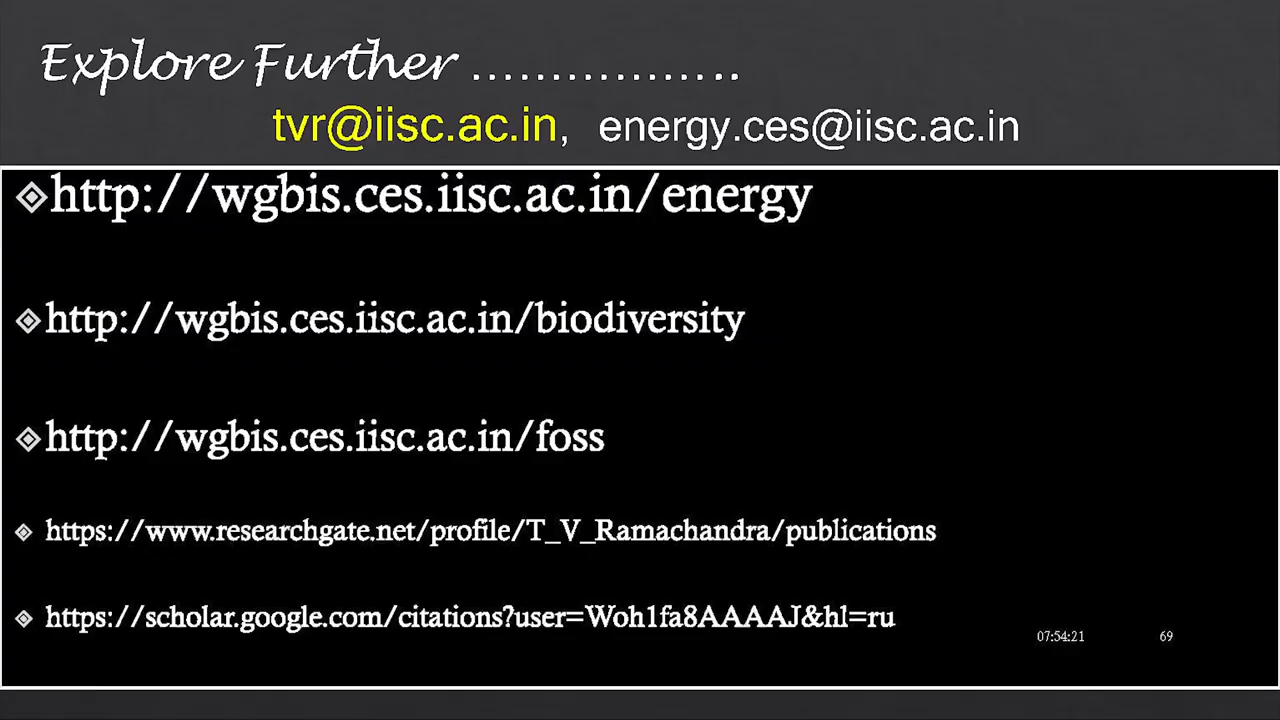 Explore Further ……………..
tvr@iisc.ac.in, energy.ces@iisc.ac.in
http://wgbis.ces.iisc.ac.in/energy
http://wgbis.ces.iisc.ac.in/biodiversity
http://wgbis.ces.iisc.ac.in/foss
https://www.researchgate.net/profile/T_V_Ramachandra/publications
https://scholar.google.com/citations?user=Woh1fa8AAAAJ&hl=ru
07:54:21 69